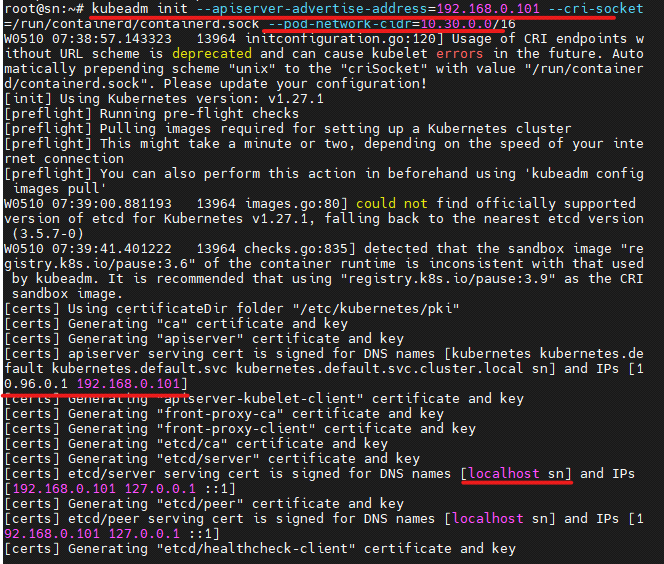 root@sn:~# kubeadm init --apiserver-advertise-address=192.168.0.101 --cri-socket
=/run/containerd/containerd.sock --pod-network-cidr=10.30.0.0/16
W0510 07:38:57.143323   13964 initconfiguration.go:120] Usage of CRI endpoints w
ithout URL scheme is deprecated and can cause kubelet errors in the future. Auto
matically prepending scheme "unix" to the "criSocket" with value "/run/container
d/containerd.sock". Please update your configuration!
[init] Using Kubernetes version: v1.27.1
[preflight] Running pre-flight checks
[preflight] Pulling images required for setting up a Kubernetes cluster
[preflight] This might take a minute or two, depending on the speed of your inte
rnet connection
[preflight] You can also perform this action in beforehand using 'kubeadm config
 images pull'
W0510 07:39:00.881193   13964 images.go:80] could not find officially supported
version of etcd for Kubernetes v1.27.1, falling back to the nearest etcd version
 (3.5.7-0)
W0510 07:39:41.401222   13964 checks.go:835] detected that the sandbox image "re
gistry.k8s.io/pause:3.6" of the container runtime is inconsistent with that used
 by kubeadm. It is recommended that using "registry.k8s.io/pause:3.9" as the CRI
 sandbox image.
[certs] Using certificateDir folder "/etc/kubernetes/pki"
[certs] Generating "ca" certificate and key
[certs] Generating "apiserver" certificate and key
[certs] apiserver serving cert is signed for DNS names [kubernetes kubernetes.de
fault kubernetes.default.svc kubernetes.default.svc.cluster.local sn] and IPs [1
0.96.0.1 192.168.0.101]
[certs] Generating "apiserver-kubelet-client" certificate and key
[certs] Generating "front-proxy-ca" certificate and key
[certs] Generating "front-proxy-client" certificate and key
[certs] Generating "etcd/ca" certificate and key
[certs] Generating "etcd/server" certificate and key
[certs] etcd/server serving cert is signed for DNS names [localhost sn] and IPs
[192.168.0.101 127.0.0.1 ::1]
[certs] Generating "etcd/peer" certificate and key
[certs] etcd/peer serving cert is signed for DNS names [localhost sn] and IPs [1
92.168.0.101 127.0.0.1 ::1]
[certs] Generating "etcd/healthcheck-client" certificate and key